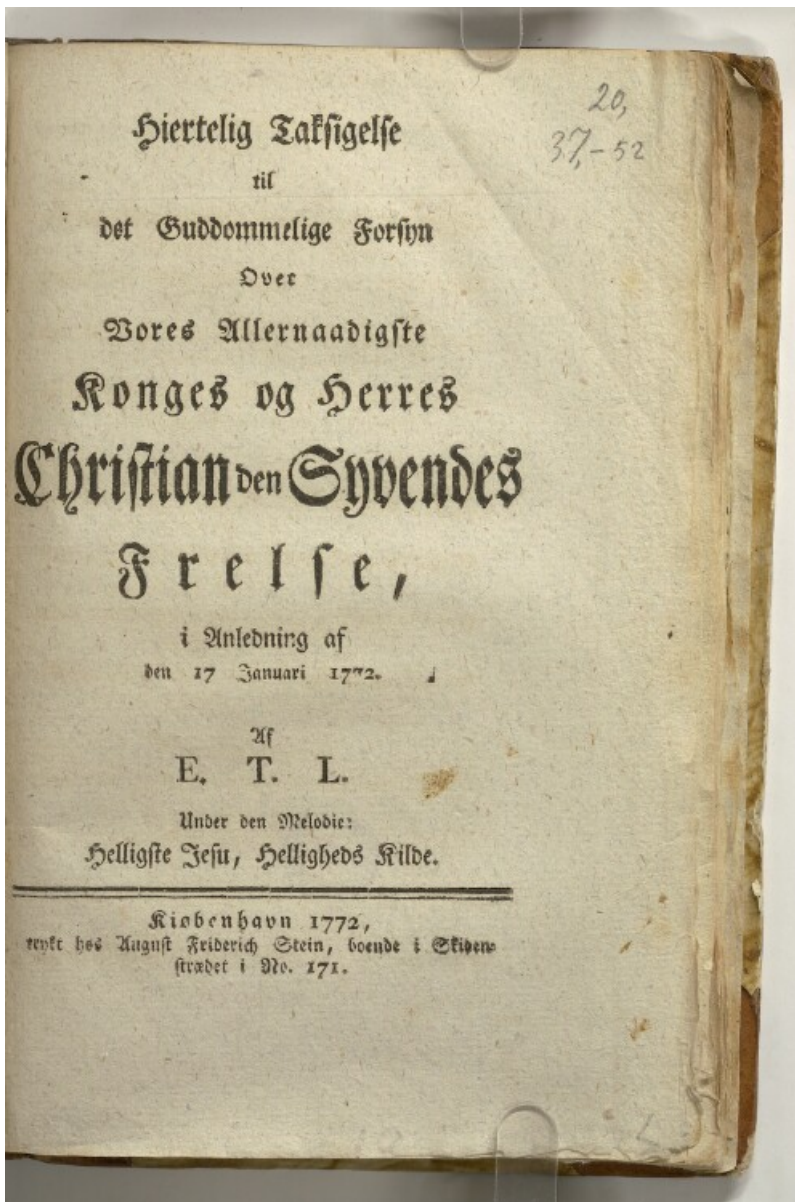 20,
37,-52
Hiertelig Taksigelse
til
det Guddommelige Forsyn
Over
Vores Allernaadigste
Konges og Herres
Christian den Syvendes
Frelse,
i Anledning af
den 17 Januari 1772.
Af
E. T. L.
Under den Melodie:
Helligste Jesu, Helligheds Kilde.
Kiøbenhavn 1772,
trykt hos August Friderich Stein, boende i Skiden-
strædet i No. 171.